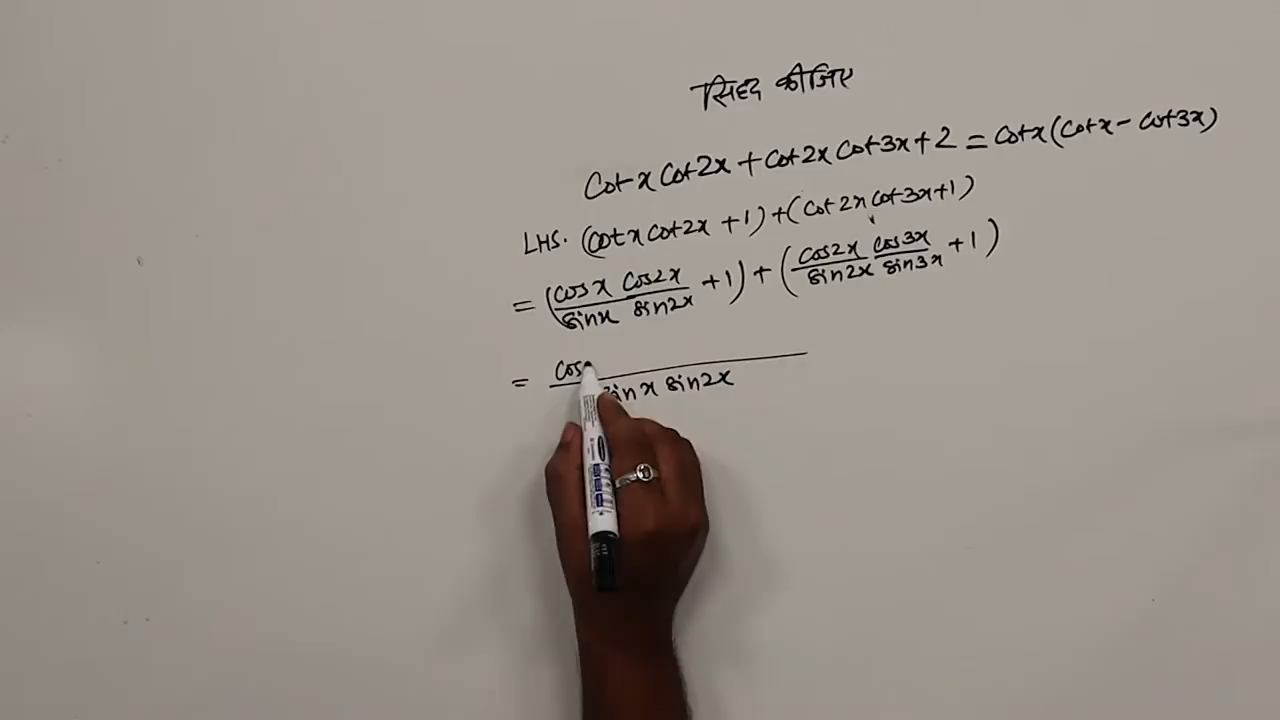 सिद्द कीजिए
Cot x Cot 2x + Cot 2x Cot 3x + 2 = Cot x (Cot x - Cot 3x)
LHS. (Cot x Cot 2x + 1) + (Cot 2x Cot 3x + 1)
= (cos x/sin x cos 2x/sin 2x + 1) + (cos 2x/sin 2x cos 3x/sin 3x + 1)
= cos / sin x sin 2x